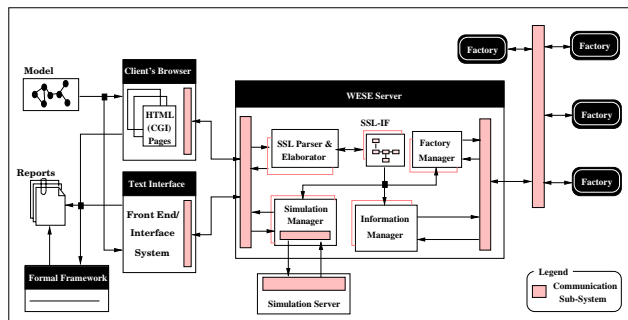 Model
Client's Browser
HTML
(CGI)
Pages
Reports
Text Interface
Front End/
Interface
System
Formal Framework
WESE Server
SSL Parser &
Elaborator
SSL-IF
Factory
Manager
Simulation
Manager
Information
Manager
Simulation Server
Factory
Factory
Factory
Factory
Legend
Communication
Sub-System